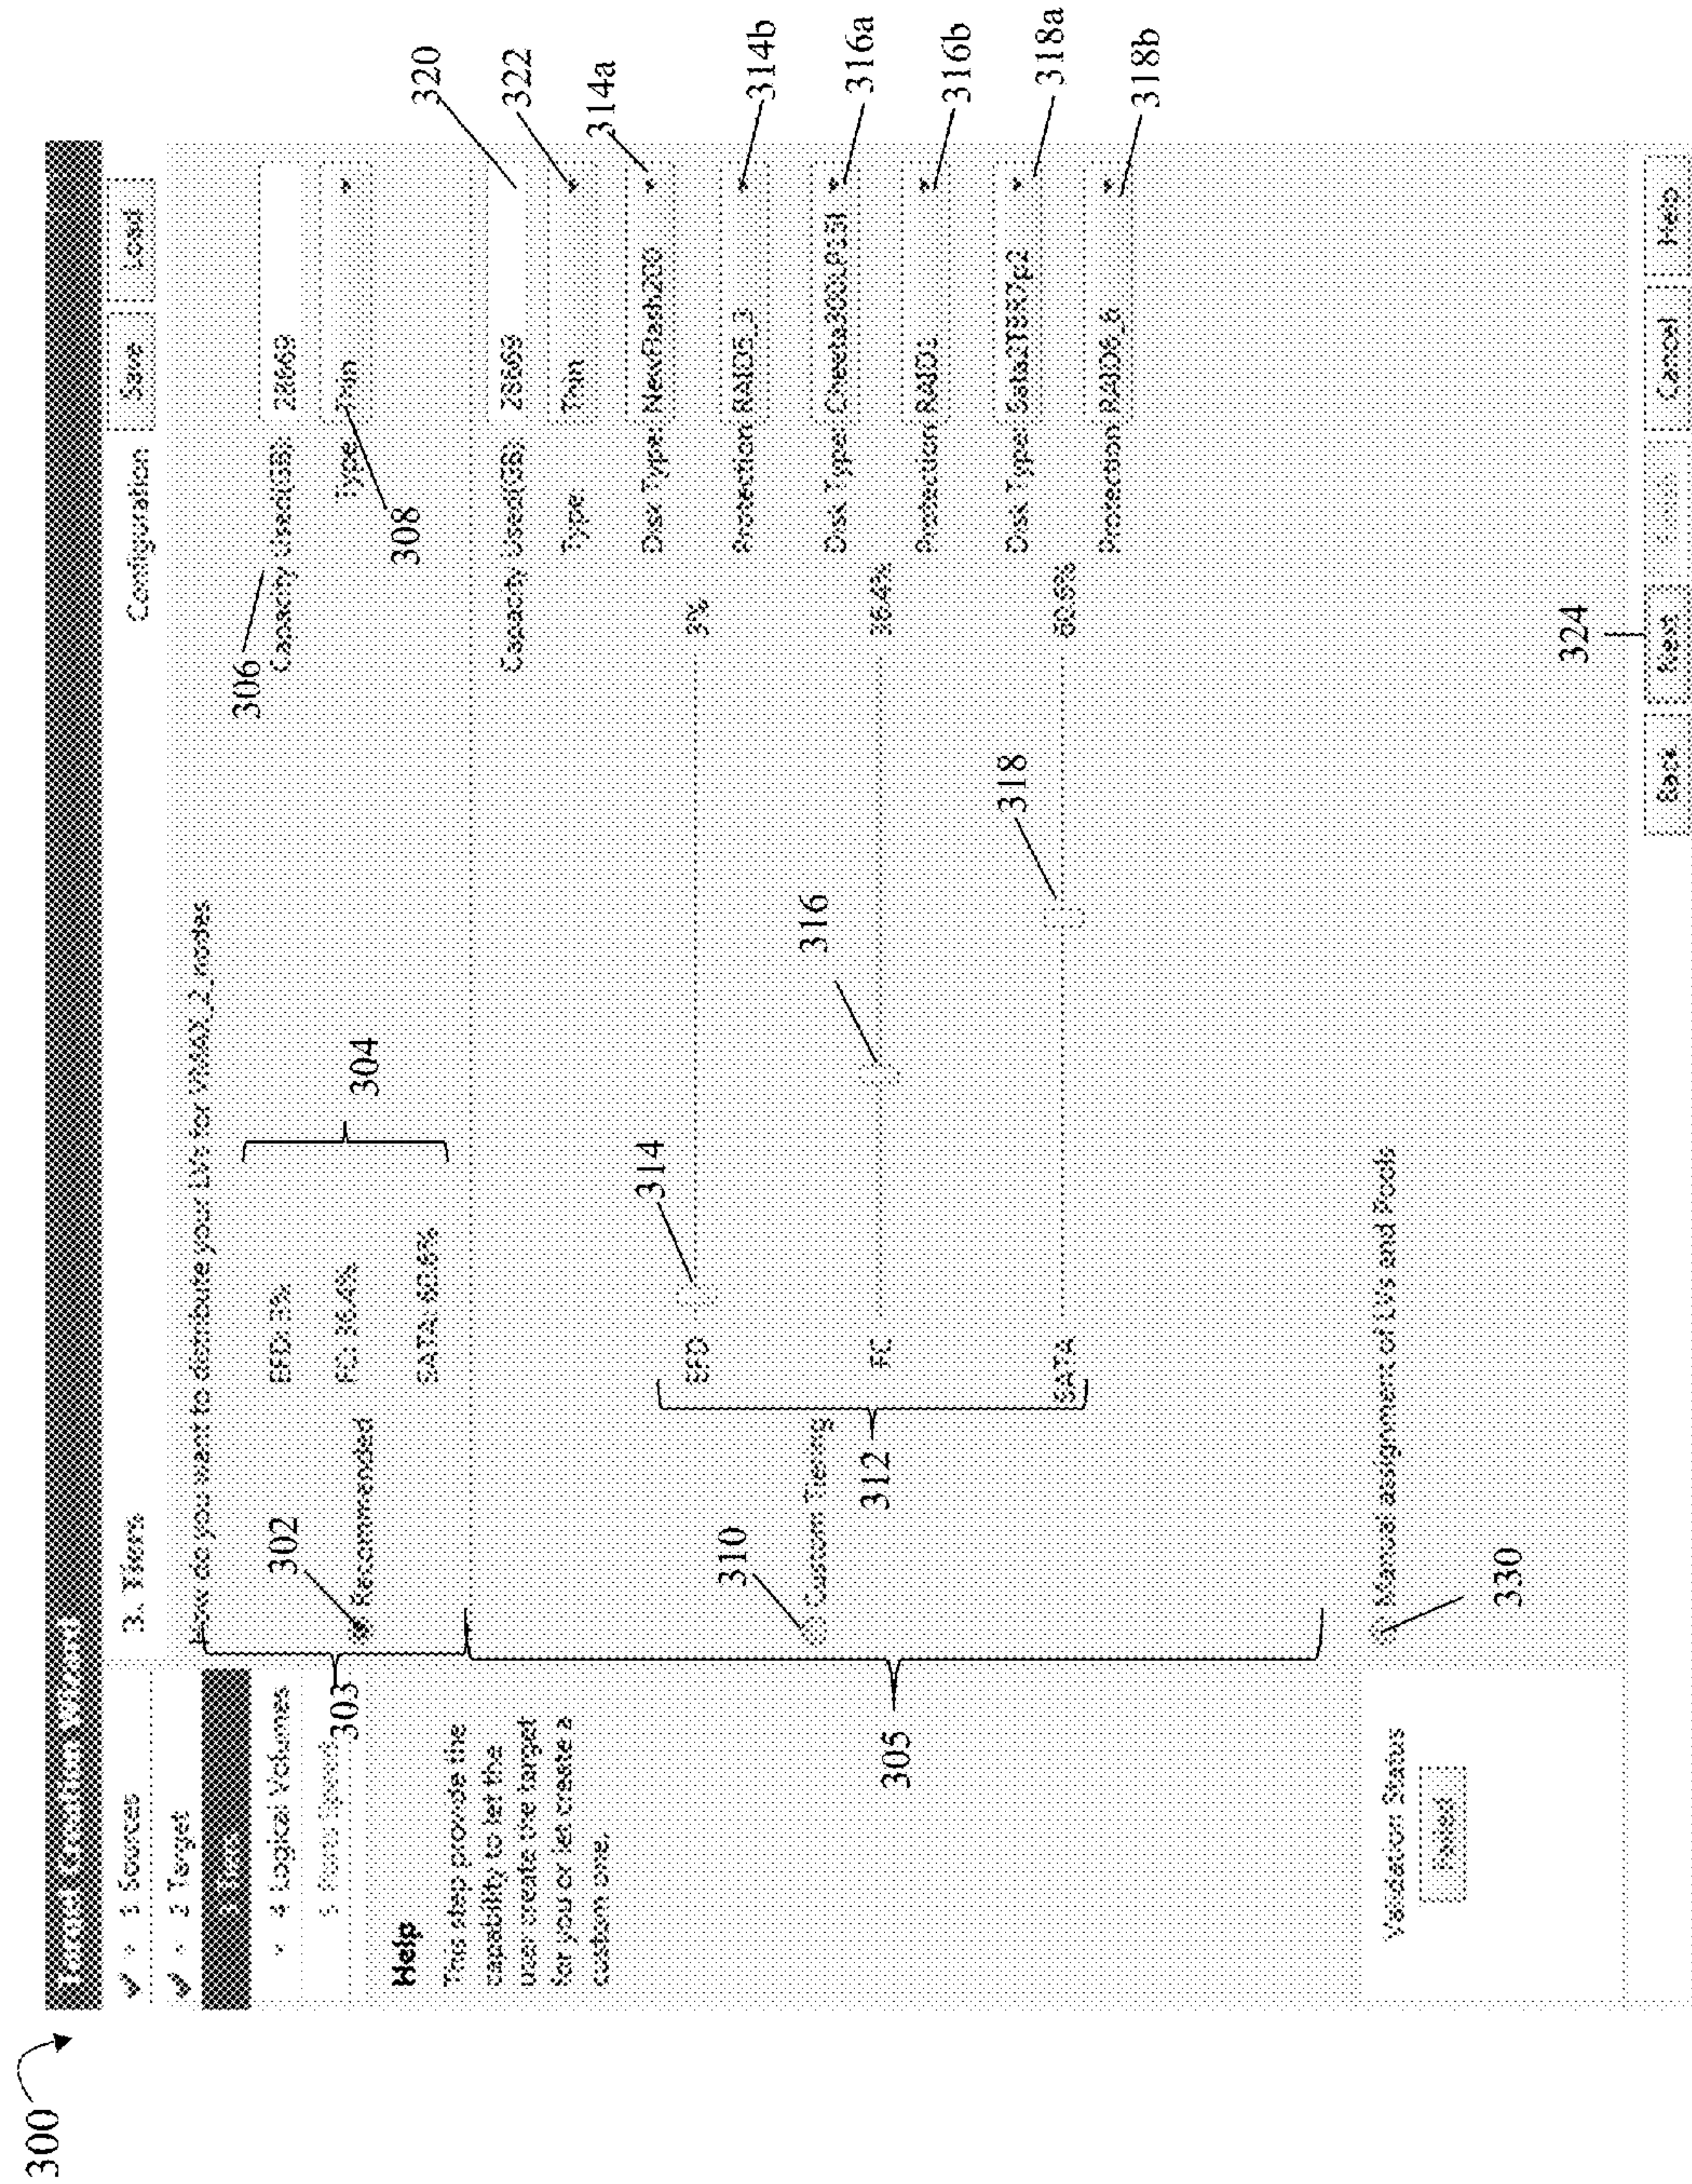 300
Target Creation Wizard
1 Sources
2 Target
4 Logical Volumes
303
Help
This step provide the
capability to let the
user create the target
for you or let create a
custom one.
305
Validation Status
Failed
3. Tiers
Configuration
Save
Load
How do you want to distribute your LVs for VMAX_2_nodes
302
Recommended
EFD: 3%
FC: 36.4%
SATA: 60.6%
304
306
Capacity Used(GB): 28669
Type:
Thin
308
310
Custom Tiering
312
EFD
314
3%
FC
316
36.4%
SATA
318
60.6%
Capacity Used(GB): 28669
320
Type: Thin
322
Disk Type: NewFlash200
314a
Protection RAID5_3
314b
Disk Type:
316a
Protection RAID1
316b
Disk Type:
318a
Protection RAID6_6
318b
330
Manual assignment of LVs and Pools
324
Back
Next
Cancel
Help